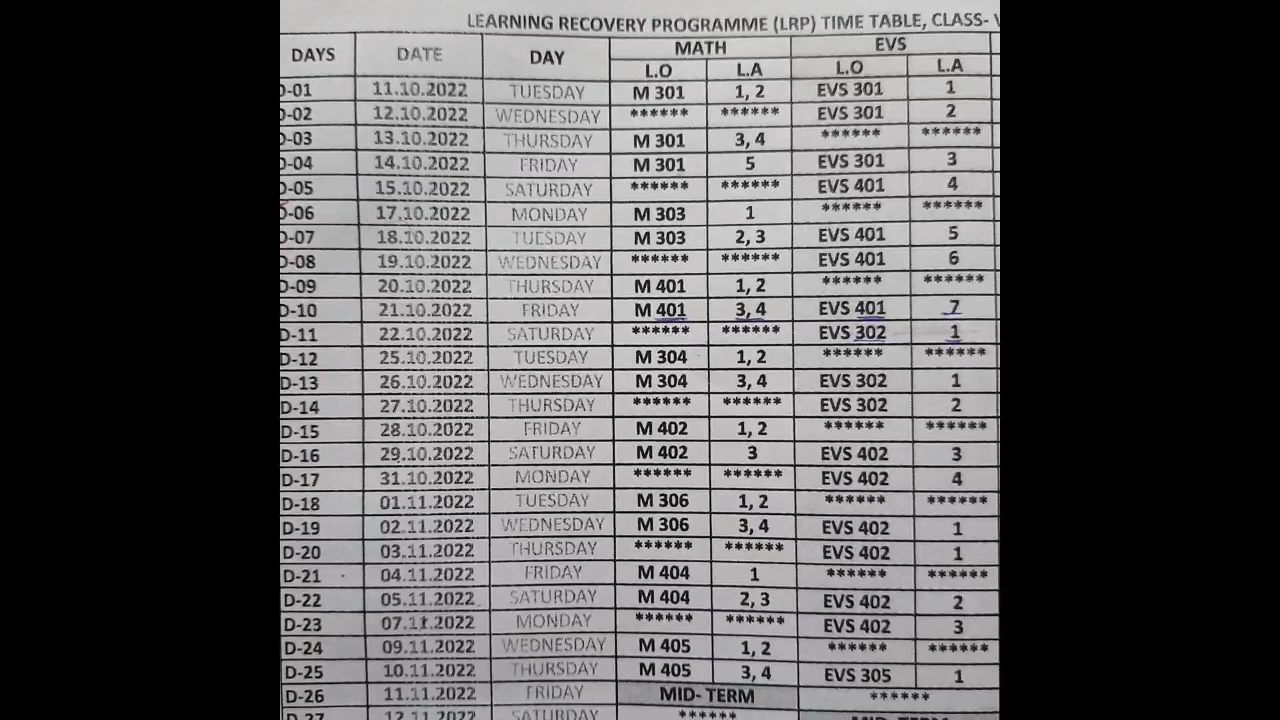 LEARNING RECOVERY PROGRAMME (LRP) TIME TABLE, CLASS-
DAYS DATE DAY MATH EVS
L.O L.A L.O L.A
D-01 11.10.2022 TUESDAY M 301 1, 2 EVS 301 1
D-02 12.10.2022 WEDNESDAY ****** ****** EVS 301 2
D-03 13.10.2022 THURSDAY M 301 3, 4 ****** ******
D-04 14.10.2022 FRIDAY M 301 5 EVS 301 3
D-05 15.10.2022 SATURDAY ****** ****** EVS 401 4
D-06 17.10.2022 MONDAY M 303 1 ****** ******
D-07 18.10.2022 TUESDAY M 303 2, 3 EVS 401 5
D-08 19.10.2022 WEDNESDAY ****** ****** EVS 401 6
D-09 20.10.2022 THURSDAY M 401 1, 2 ****** ******
D-10 21.10.2022 FRIDAY M 401 3, 4 EVS 401 7
D-11 22.10.2022 SATURDAY ****** ****** EVS 302 1
D-12 25.10.2022 TUESDAY M 304 1, 2 ****** ******
D-13 26.10.2022 WEDNESDAY M 304 3, 4 EVS 302 1
D-14 27.10.2022 THURSDAY ****** ****** EVS 302 2
D-15 28.10.2022 FRIDAY M 402 1, 2 ****** ******
D-16 29.10.2022 SATURDAY M 402 3 EVS 402 3
D-17 31.10.2022 MONDAY ****** ****** EVS 402 4
D-18 01.11.2022 TUESDAY M 306 1, 2 ****** ******
D-19 02.11.2022 WEDNESDAY M 306 3, 4 EVS 402 1
D-20 03.11.2022 THURSDAY ****** ****** EVS 402 1
D-21 04.11.2022 FRIDAY M 404 1 ****** ******
D-22 05.11.2022 SATURDAY M 404 2, 3 EVS 402 2
D-23 07.11.2022 MONDAY ****** ****** EVS 402 3
D-24 09.11.2022 WEDNESDAY M 405 1, 2 ****** ******
D-25 10.11.2022 THURSDAY M 405 3, 4 EVS 305 1
D-26 11.11.2022 FRIDAY MID- TERM ******
D-27 12.11.2022 SATURDAY ****** MID- TERM